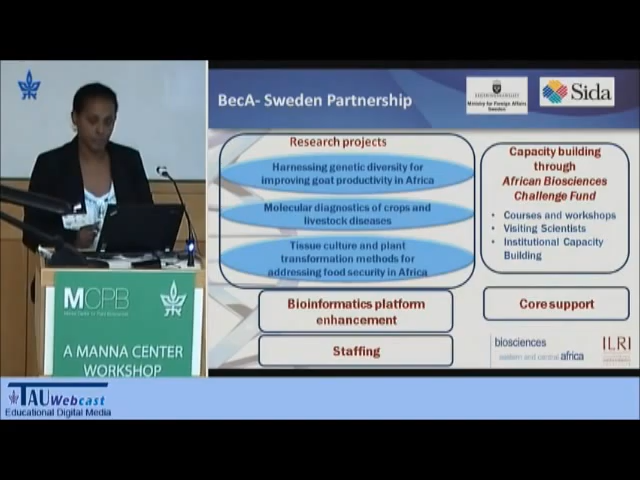 BecA- Sweden Partnership
Ministry for Foreign Affairs
Sweden
Sida
Research projects
Harnessing genetic diversity for
improving goat productivity in Africa
Molecular diagnostics of crops and
livestock diseases
Tissue culture and plant
transformation methods for
addressing food security in Africa
Bioinformatics platform
enhancement
Staffing
Capacity building
through
African Biosciences
Challenge Fund
• Courses and workshops
• Visiting Scientists
• Institutional Capacity
Building
Core support
biosciences
eastern and central africa
ILRI
MCPB
A MANNA CENTER
WORKSHOP
TAUWebcast
Educational Digital Media